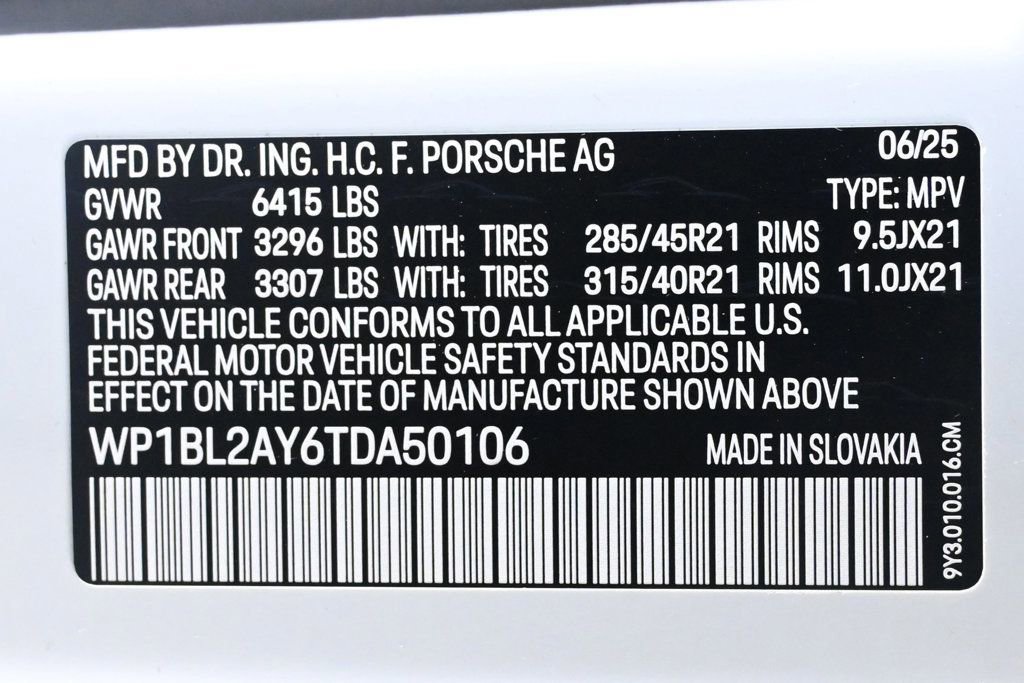 MFD BY DR. ING. H.C. F. PORSCHE AG 06/25
GVWR 6415 LBS TYPE: MPV
GAWR FRONT 3296 LBS WITH: TIRES 285/45R21 RIMS 9.5JX21
GAWR REAR 3307 LBS WITH: TIRES 315/40R21 RIMS 11.0JX21
THIS VEHICLE CONFORMS TO ALL APPLICABLE U.S.
FEDERAL MOTOR VEHICLE SAFETY STANDARDS IN
EFFECT ON THE DATE OF MANUFACTURE SHOWN ABOVE
WP1BL2AY6TDA50106 MADE IN SLOVAKIA
9Y3.010.016.CM